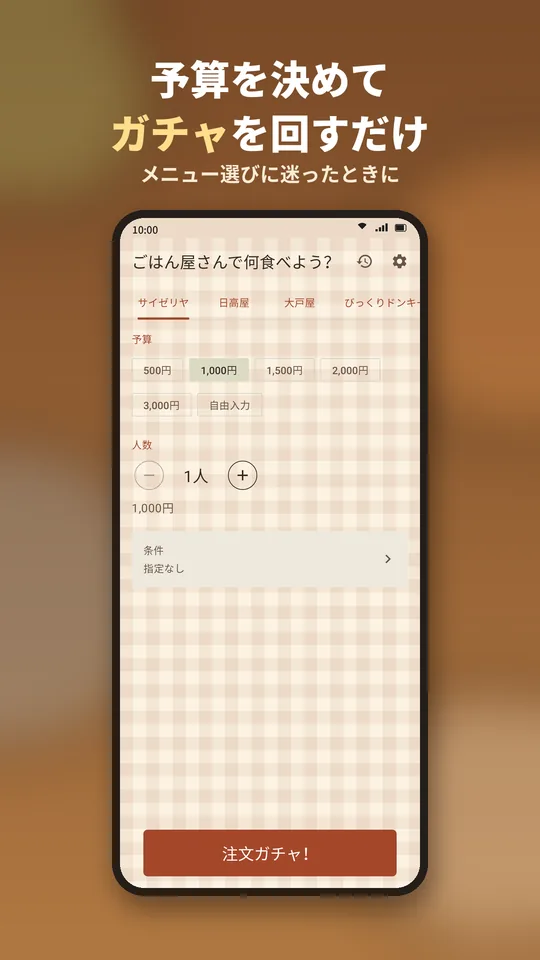 予算を決めて
ガチャを回すだけ
メニュー選びに迷ったときに
10:00
ごはん屋さんで何食べよう?
サイゼリヤ 日高屋 大戸屋 びっくりドンキー
予算
500円 1,000円 1,500円 2,000円
3,000円 自由入力
人数
1人
1,000円
条件
指定なし
注文ガチャ!